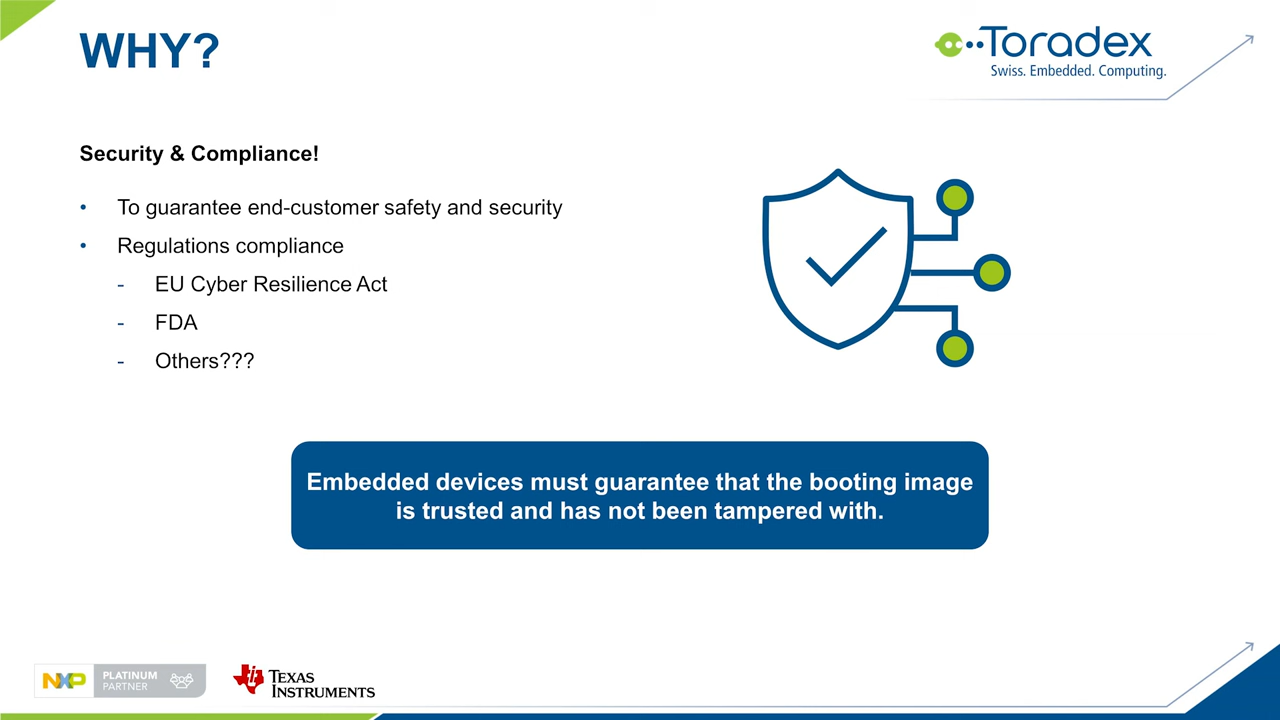 WHY?
Toradex
Swiss. Embedded. Computing.
Security & Compliance!
• To guarantee end-customer safety and security
• Regulations compliance
- EU Cyber Resilience Act
- FDA
- Others???
Embedded devices must guarantee that the booting image
is trusted and has not been tampered with.
NXP
PLATINUM
PARTNER
TEXAS
INSTRUMENTS